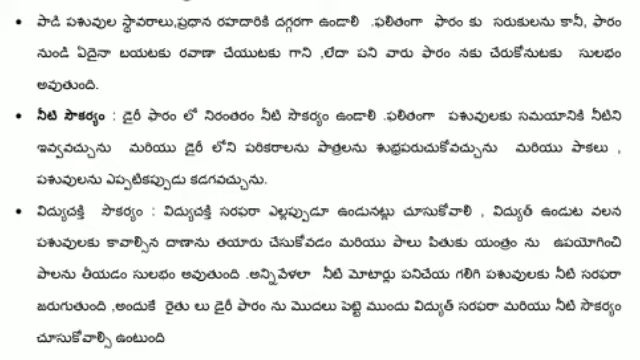 • పాడి పశువుల స్థావరాలు,ప్రధాన రహదారికి దగ్గరగా ఉండాలి .ఫలితంగా ఫారం కు సరుకులను కానీ, ఫారం
నుండి ఏదైనా బయటకు రవాణా చేయుటకు గాని ,లేదా పని వారు ఫారం నకు చేరుకోనుటకు సులభం
అవుతుంది.
• నీటి సౌకర్యం : డైరీ ఫారం లో నిరంతరం నీటి సౌకర్యం ఉండాలి .ఫలితంగా పశువులకు సమయానికి నీటిని
ఇవ్వవచ్చును మరియు డైరీ లోని పరికరాలను పాత్రలను శుభ్రపరుచుకోవచ్చును మరియు పాకలు ,
పశువులను ఎప్పటికప్పుడు కడగవచ్చును.
• విద్యుచక్తి సౌకర్యం : విద్యుచక్తి సరఫరా ఎల్లప్పుడూ ఉండునట్లు చూసుకోవాలి , విద్యుత్ ఉండుట వలన
పశువులకు కావాల్సిన దాణాను తయారు చేసుకోవడం మరియు పాలు పితుకు యంత్రం ను ఉపయోగించి
పాలను తీయడం సులభం అవుతుంది .అన్నివేళలా నీటి మోటార్లు పనిచేయ గలిగి పశువులకు నీటి సరఫరా
జరుగుతుంది ,అందుకే రైతు లు డైరీ ఫారం ను మొదలు పెట్టె ముందు విద్యుత్ సరఫరా మరియు నీటి సౌకర్యం
చూసుకోవాల్సి ఉంటుంది